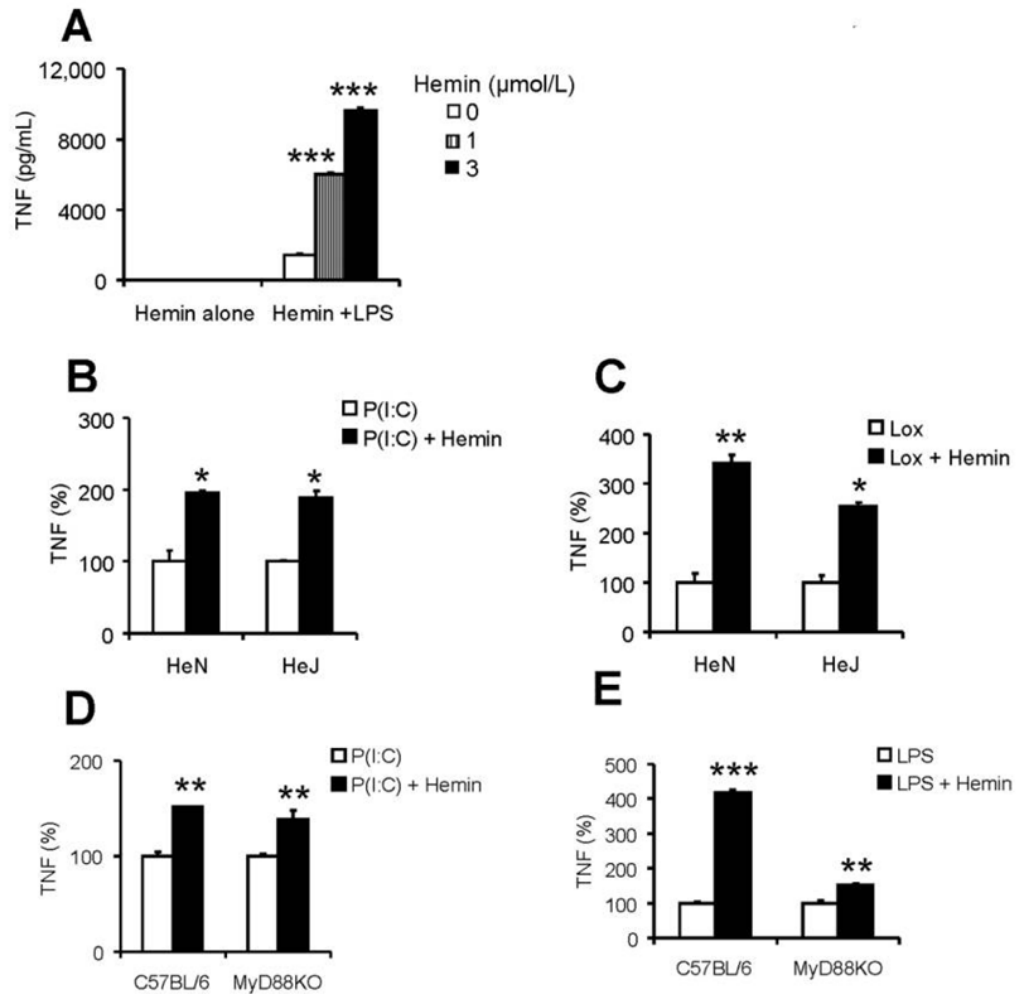 A
12,000
8000
4000
0
TNF (pg/mL)
***
***
Hemin alone
Hemin +LPS
Hemin (µmol/L)
0
1
3
B
300
200
100
0
TNF (%)
P(I:C)
P(I:C) + Hemin
*
*
HeN
HeJ
C
400
300
200
100
0
TNF (%)
Lox
Lox + Hemin
**
*
HeN
HeJ
D
200
100
0
TNF (%)
P(I:C)
P(I:C) + Hemin
**
**
C57BL/6
MyD88KO
E
500
400
300
200
100
0
TNF (%)
LPS
LPS + Hemin
***
**
C57BL/6
MyD88KO